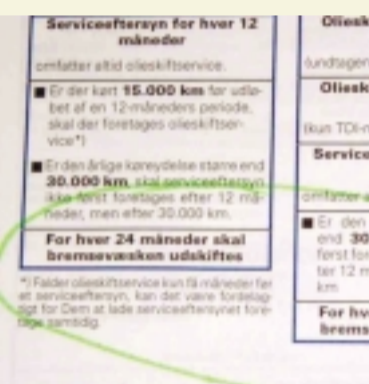 Serviceeftersyn for hver 12
måneder
omfatter altid olieskiftservice.
■ Er der kørt 15.000 km før udlø-
bet af en 12-måneders periode,
skal der foretages olieskiftser-
vice*)
■ Er den årlige køreydelse større end
30.000 km, skal serviceeftersyn
ikke først foretages efter 12 må-
neder, men efter 30.000 km.
For hver 24 måneder skal
bremsevæsken udskiftes
*) Falder olieskiftservice kun få måneder før
et serviceeftersyn, kan det være fordelag-
tigt for Dem at lade serviceeftersynet fore-
tage samtidig.
Oliesk
(undtagen
Oliesk
(kun TDI-m
Service
omfatter a
■ Er den
end 30
først for
ter 12 m
km
For hv
brems